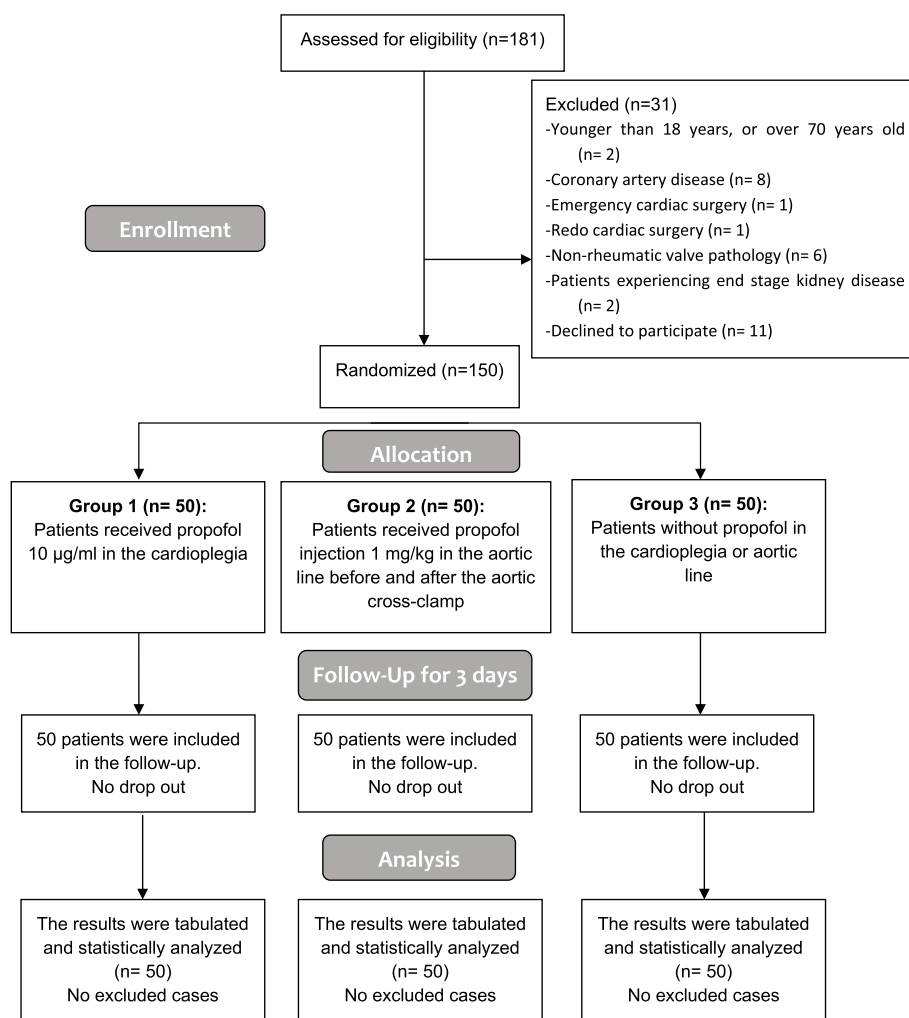 Assessed for eligibility (n=181)
Excluded (n=31)
-Younger than 18 years, or over 70 years old
(n= 2)
-Coronary artery disease (n= 8)
-Emergency cardiac surgery (n= 1)
-Redo cardiac surgery (n= 1)
-Non-rheumatic valve pathology (n= 6)
-Patients experiencing end stage kidney disease
(n= 2)
-Declined to participate (n= 11)
Enrollment
Randomized (n=150)
Allocation
Group 1 (n= 50):
Patients received propofol
10 µg/ml in the cardioplegia
Group 2 (n= 50):
Patients received propofol
injection 1 mg/kg in the aortic
line before and after the aortic
cross-clamp
Group 3 (n= 50):
Patients without propofol in
the cardioplegia or aortic
line
Follow-Up for 3 days
50 patients were included
in the follow-up.
No drop out
50 patients were included
in the follow-up.
No drop out
50 patients were included
in the follow-up.
No drop out
Analysis
The results were tabulated
and statistically analyzed
(n= 50)
No excluded cases
The results were tabulated
and statistically analyzed
(n= 50)
No excluded cases
The results were tabulated
and statistically analyzed
(n= 50)
No excluded cases